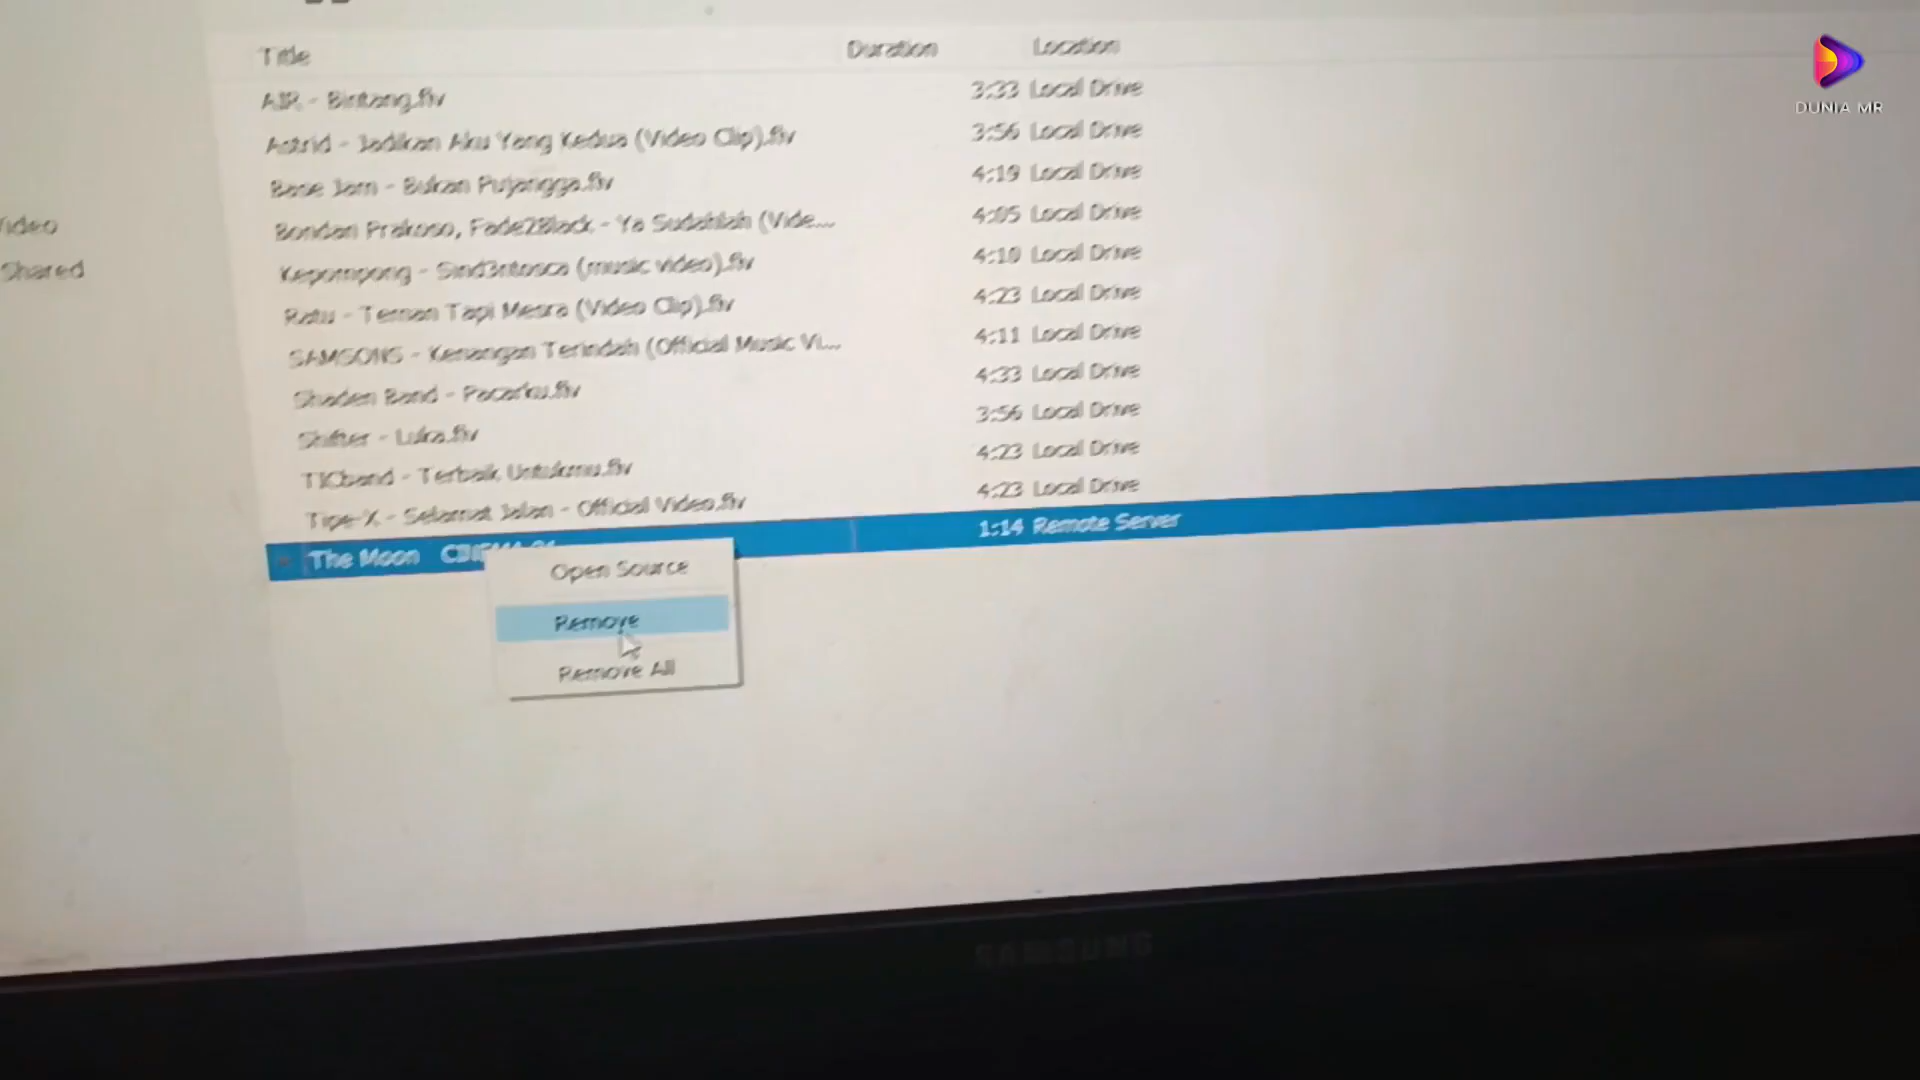 Title Duration Location
DUNIA MR
AIR - Bintang.flv 3:33 Local Drive
Astrid - Jadikan Aku Yang Kedua (Video Clip).flv 3:56 Local Drive
Base Jam - Bukan Pujangga.flv 4:19 Local Drive
Video
Bondan Prakoso, Fade2Black - Ya Sudahlah (Vide... 4:05 Local Drive
Shared
Kepompong - Sind3ntosca (music video).flv 4:10 Local Drive
Ratu - Teman Tapi Mesra (Video Clip).flv 4:23 Local Drive
SAMSONS - Kenangan Terindah (Official Music Vi... 4:11 Local Drive
Shaden Band - Pacarku.flv 4:33 Local Drive
Shifter - Luka.flv 3:56 Local Drive
TICband - Terbaik Untukmu.flv 4:23 Local Drive
Tipe-X - Selamat Jalan - Official Video.flv 4:23 Local Drive
The Moon 1:14 Remote Server
Open Source
Remove
Remove All
SAMSUNG